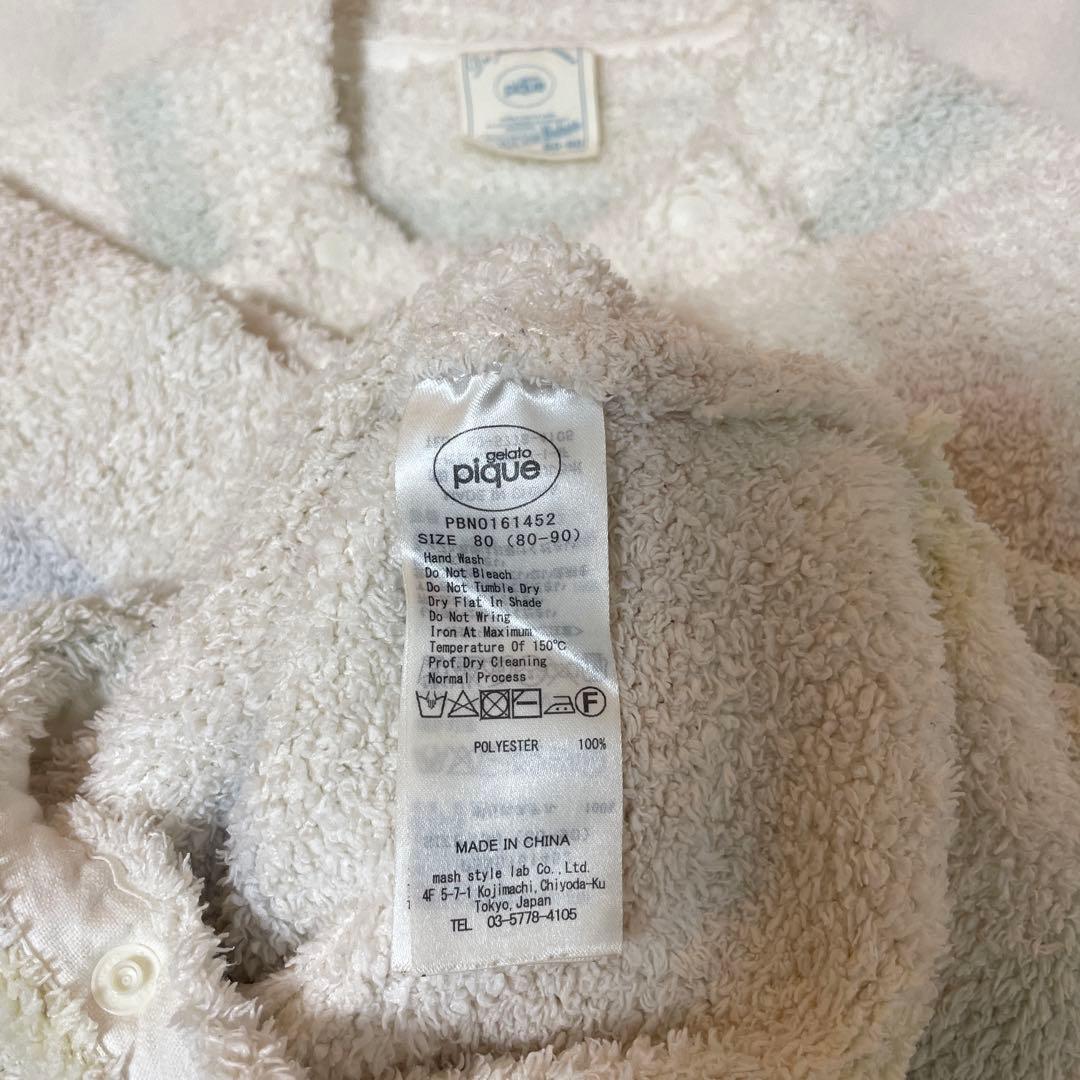 pique
gelato
pique
PBN0161452
SIZE 80 (80-90)
Hand Wash
Do Not Bleach
Do Not Tumble Dry
Dry Flat In Shade
Do Not Wring
Iron At Maximum
Temperature Of 150℃
Prof.Dry Cleaning
Normal Process
F
POLYESTER 100%
MADE IN CHINA
mash style lab Co.,Ltd.
4F 5-7-1 Kojimachi,Chiyoda-Ku
Tokyo,Japan
TEL 03-5778-4105